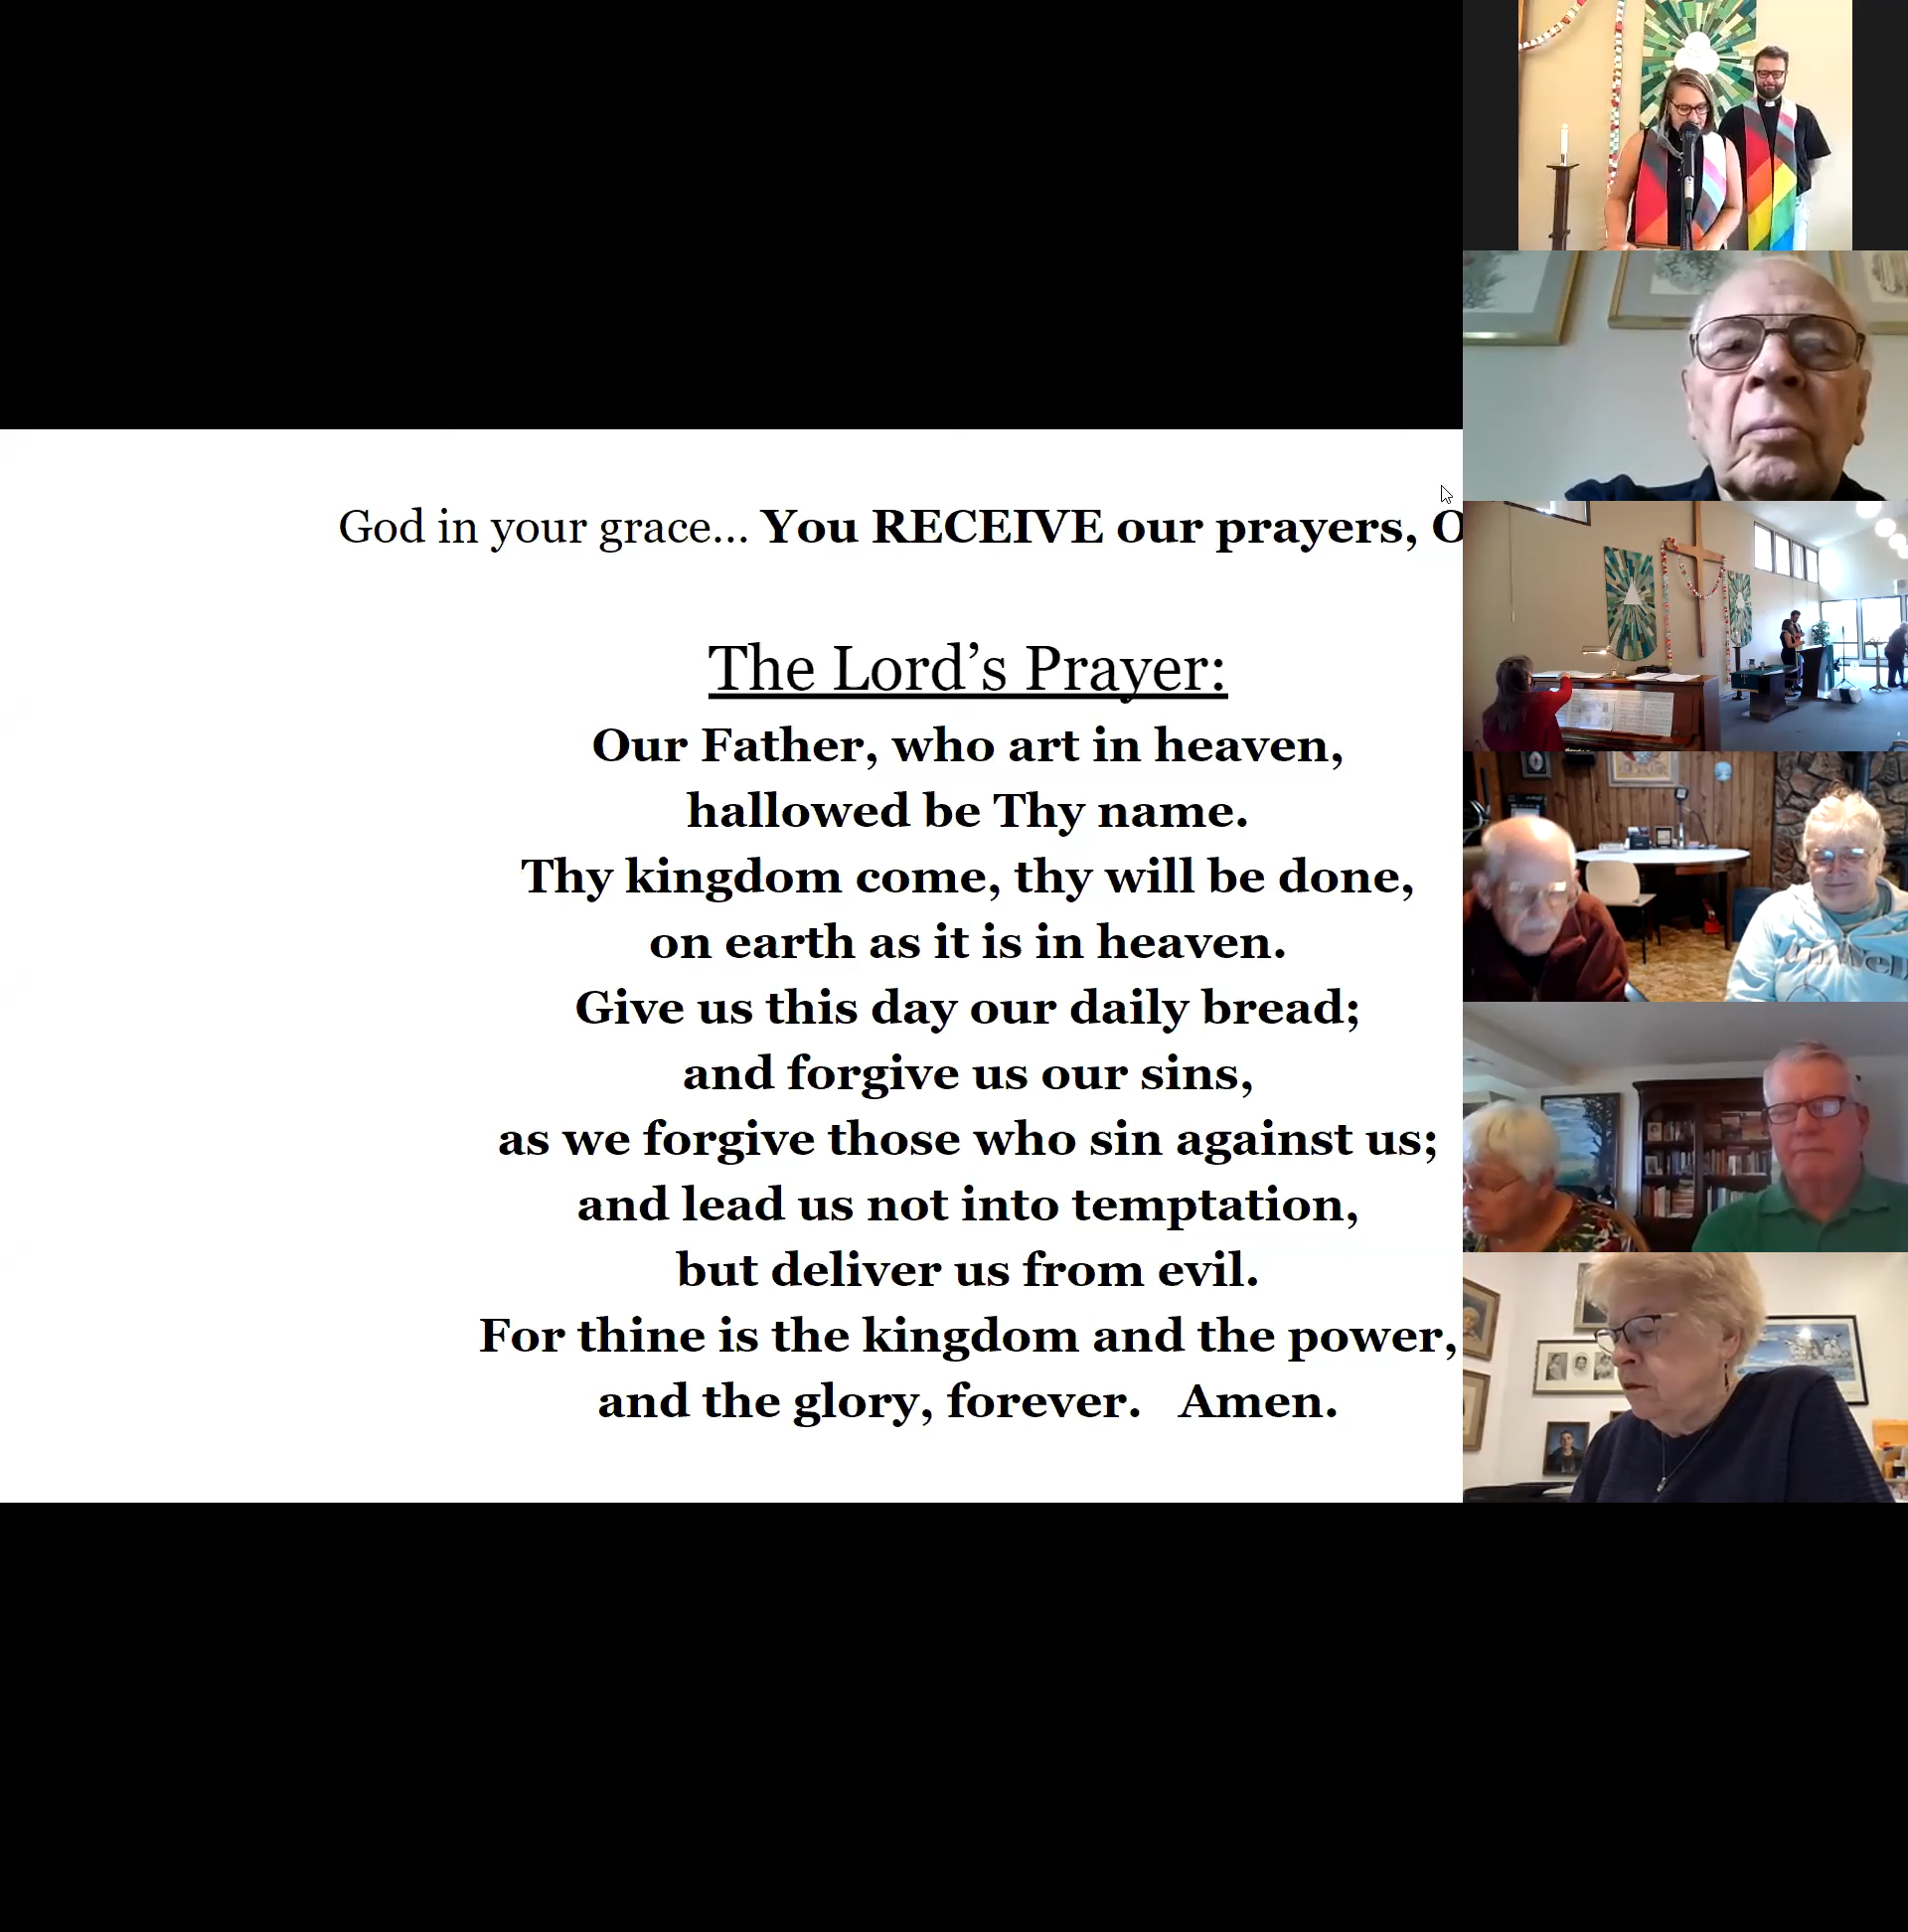 God in your grace... You RECEIVE our prayers, O
The Lord’s Prayer:
Our Father, who art in heaven,
hallowed be Thy name.
Thy kingdom come, thy will be done,
on earth as it is in heaven.
Give us this day our daily bread;
and forgive us our sins,
as we forgive those who sin against us;
and lead us not into temptation,
but deliver us from evil.
For thine is the kingdom and the power,
and the glory, forever.   Amen.